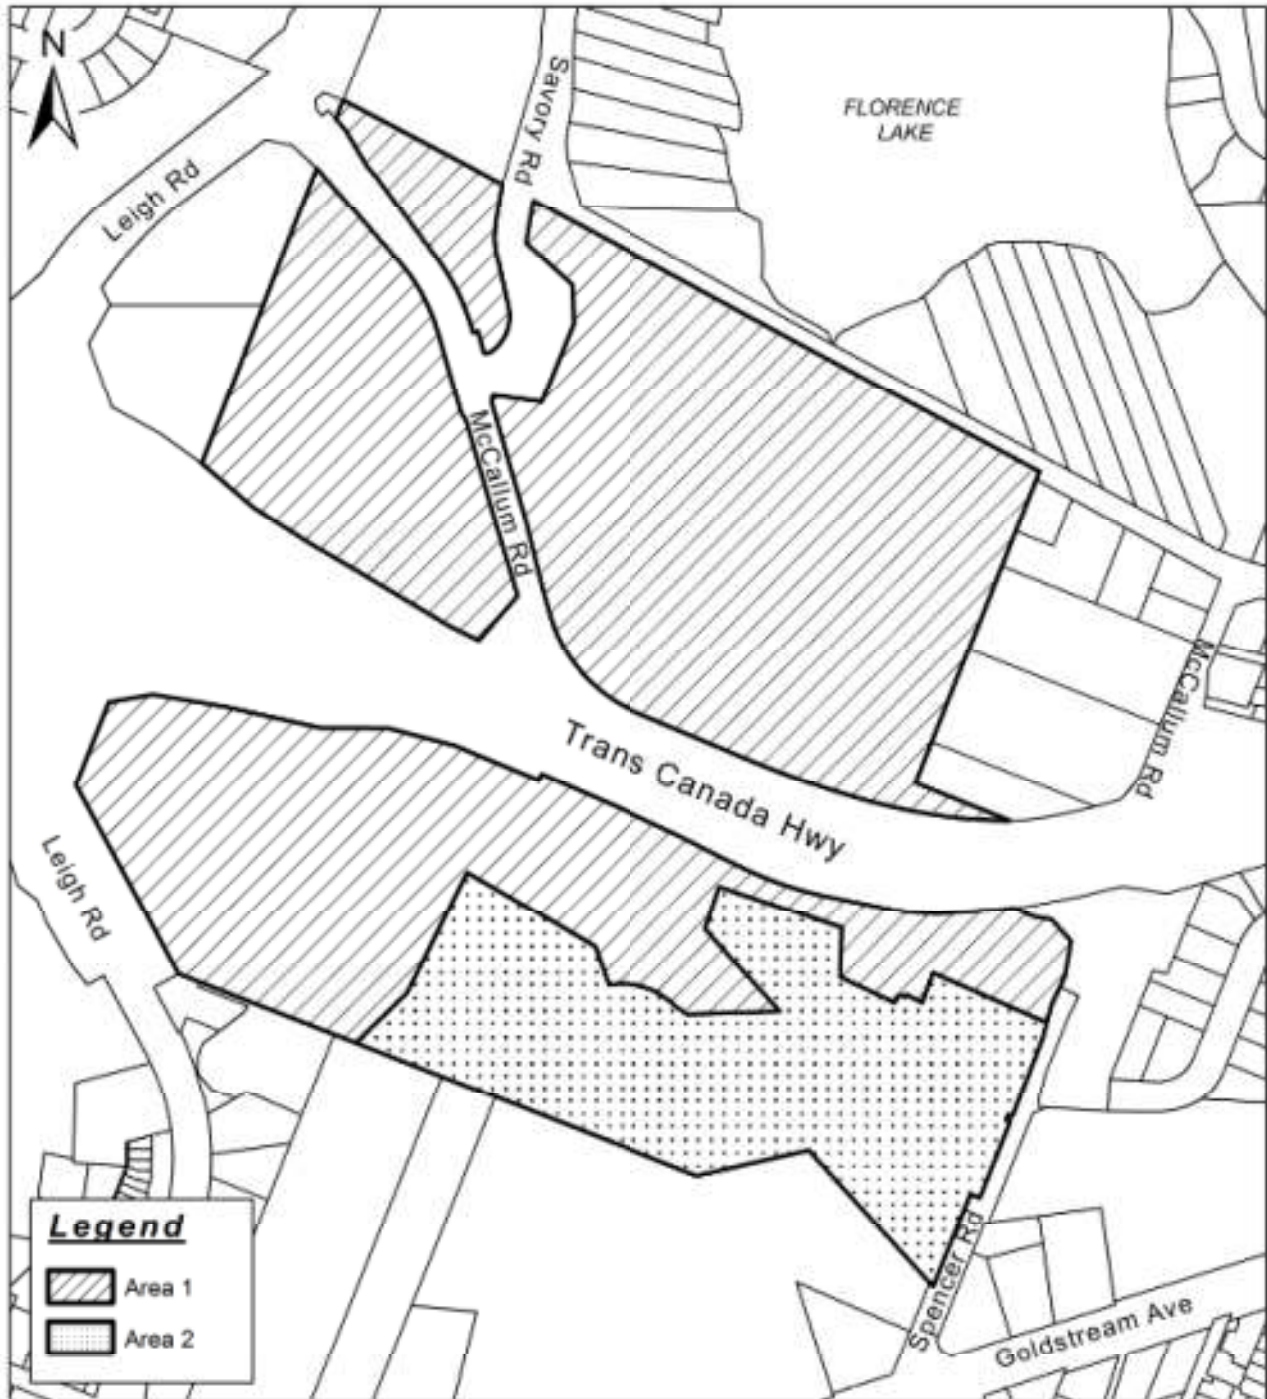 N
Savory Rd
FLORENCE
LAKE
Leigh Rd
McCallum Rd
McCallum Rd
Trans Canada Hwy
Leigh Rd
Legend
Area 1
Area 2
Spencer Rd
Goldstream Ave